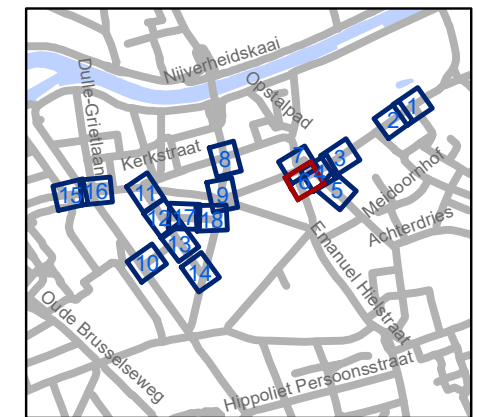 Nijverheidskaai
Dulle-Grietlaan
Opstalpad
Kerkstraat
1
2
3
7
8
4
6
5
Meidoornhof
15
16
11
9
12
17
18
Achterdries
13
10
14
Emanuel Hielstraat
Oude Brusselseweg
Hippoliet Persoonsstraat